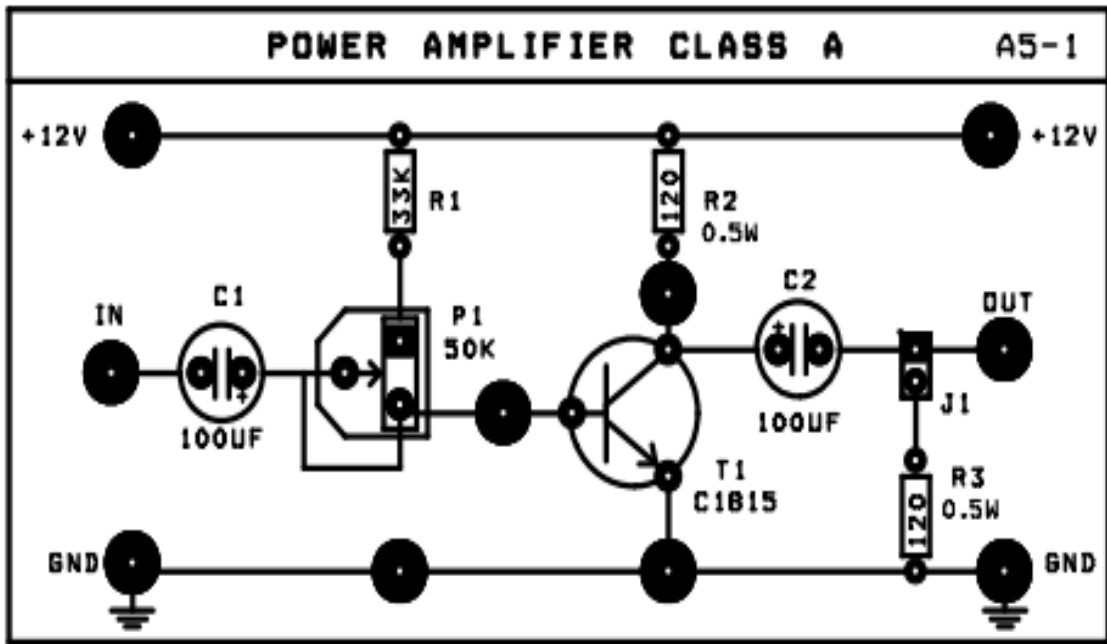 POWER AMPLIFIER CLASS A A5-1
+12V +12V
33K R1
120 R2
0.5W
C1
IN
P1
50K
C2
OUT
+
+
100UF
100UF
J1
T1
C1815
R3
0.5W
120
GND GND